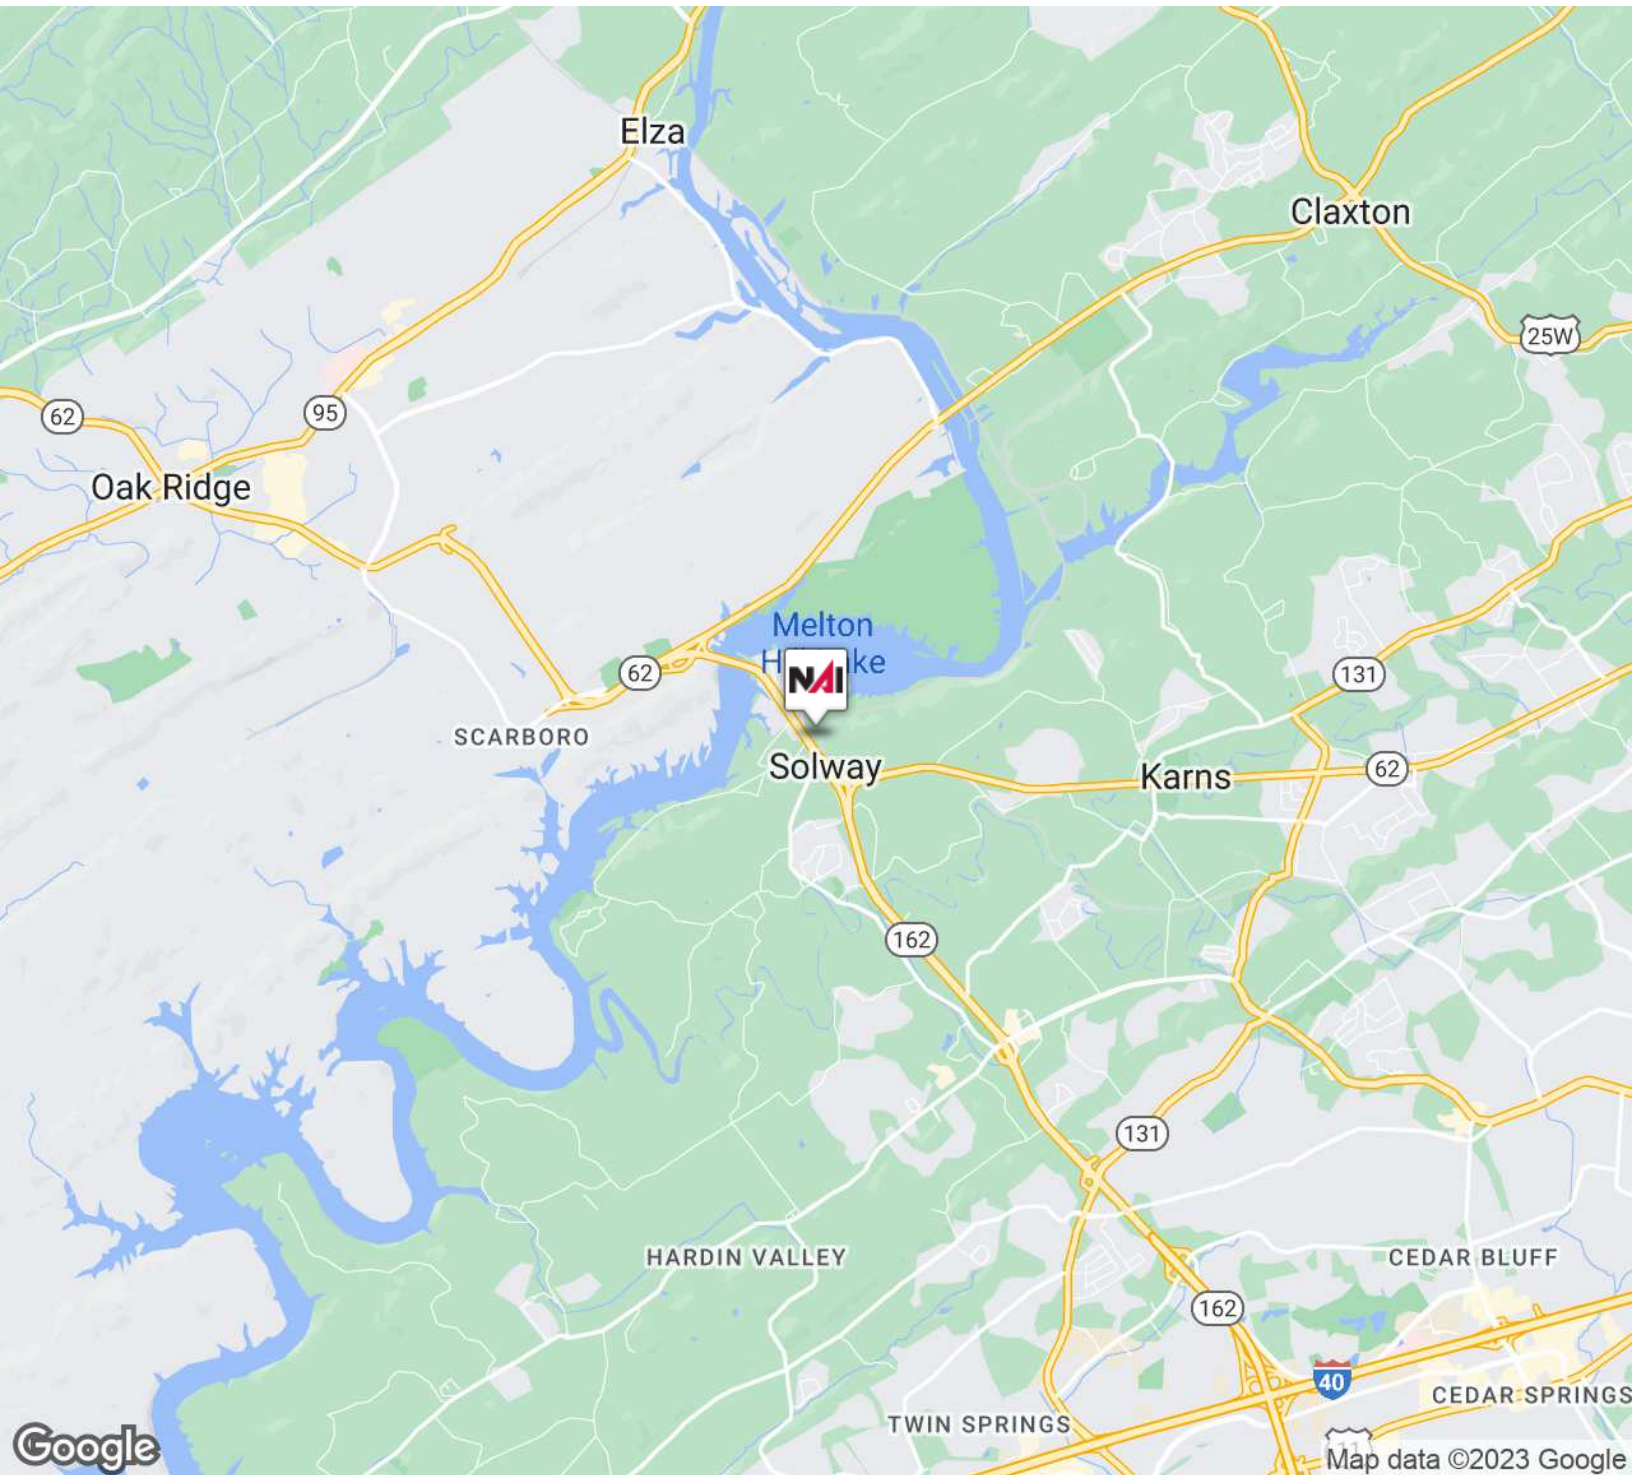 Elza
Claxton
25W
62
95
Oak Ridge
Melton
62
131
NAI
SCARBORO
Solway
Karns
62
162
131
HARDIN VALLEY
CEDAR BLUFF
162
40
CEDAR SPRINGS
TWIN SPRINGS
11
Google
Map data ©2023 Google